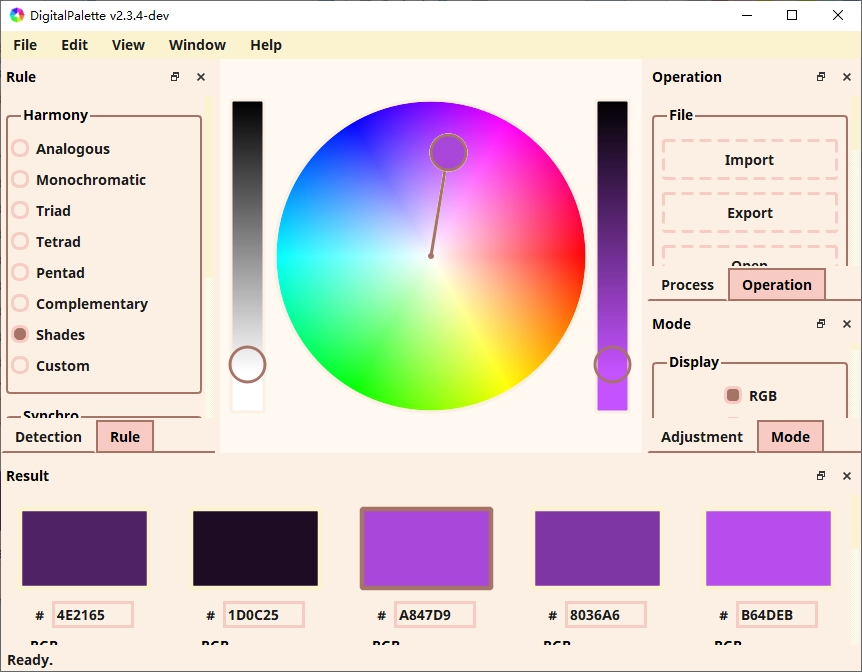 DigitalPalette v2.3.4-dev
File Edit View Window Help
Rule
Harmony
Analogous
Monochromatic
Triad
Tetrad
Pentad
Complementary
Shades
Custom
Synchro
Detection Rule
Operation
File
Import
Export
Open
Process Operation
Mode
Display
RGB
Adjustment Mode
Result
# 4E2165 # 1D0C25 # A847D9 # 8036A6 # B64DEB
RGB RGB RGB RGB RGB
Ready.